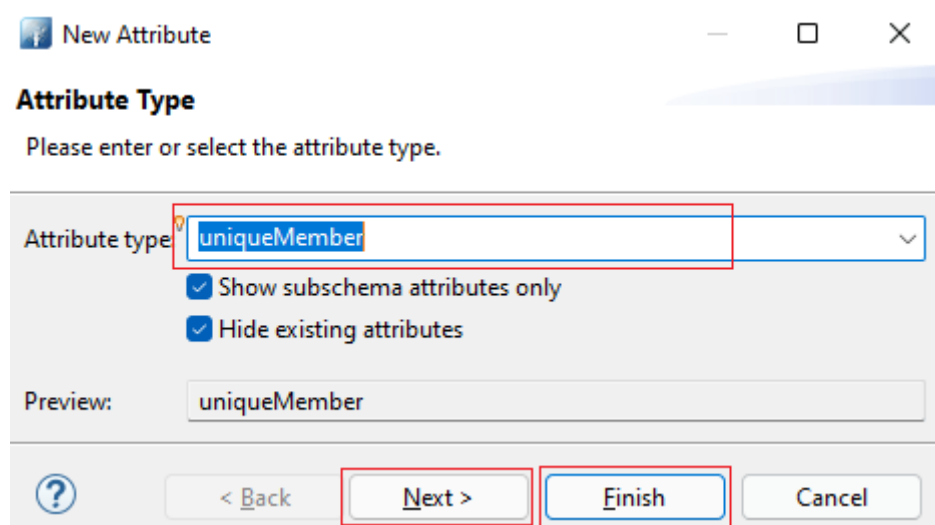 New Attribute
Attribute Type
Please enter or select the attribute type.
Attribute type: uniqueMember
Show subschema attributes only
Hide existing attributes
Preview: uniqueMember
? < Back Next > Finish Cancel